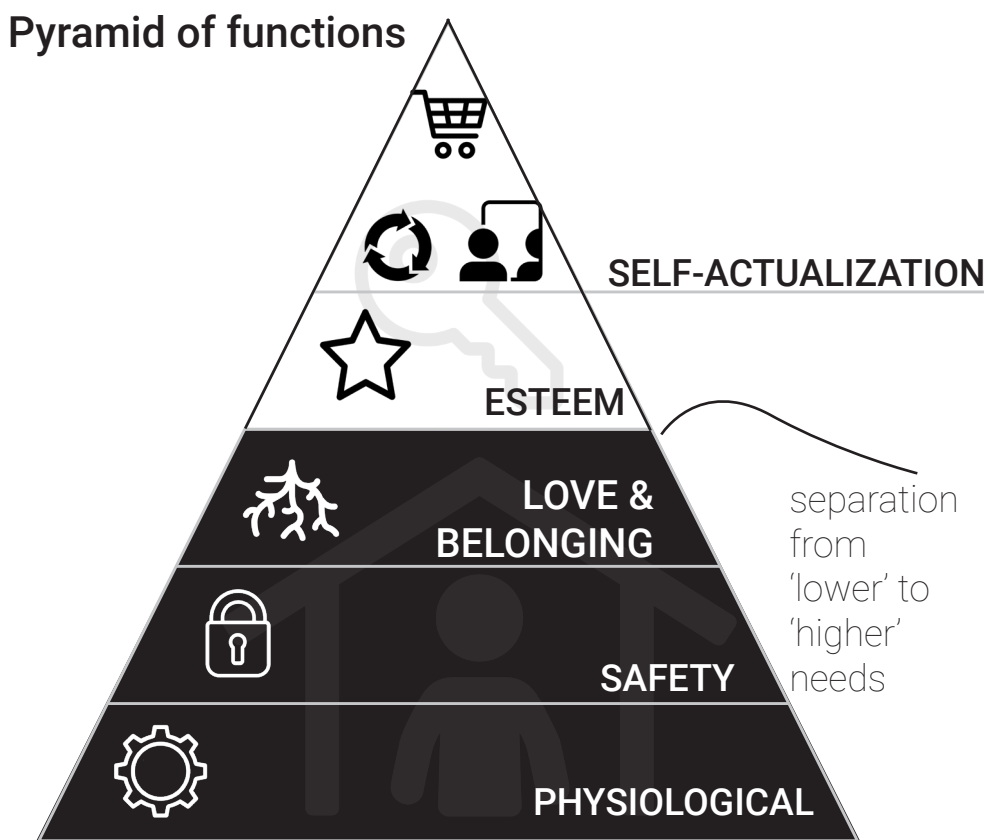 Pyramid of functions
SELF-ACTUALIZATION
ESTEEM
LOVE &
BELONGING
separation
from
‘lower’ to
‘higher’
needs
SAFETY
PHYSIOLOGICAL